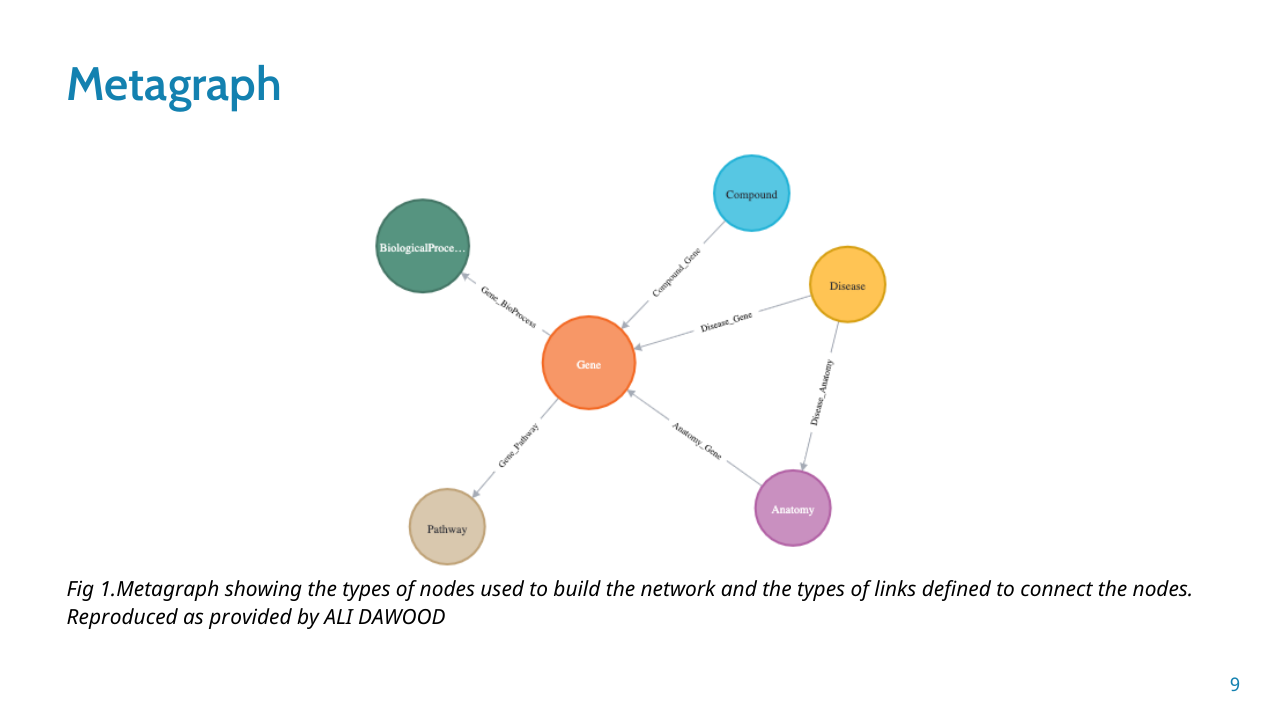 Metagraph
Compound
BiologicalProce...
Disease
Compound_Gene
Gene_BioProcess
Disease_Gene
Gene
Disease_Anatomy
Gene_Pathway
Anatomy_Gene
Anatomy
Pathway
Fig 1.Metagraph showing the types of nodes used to build the network and the types of links defined to connect the nodes.
Reproduced as provided by ALI DAWOOD
9